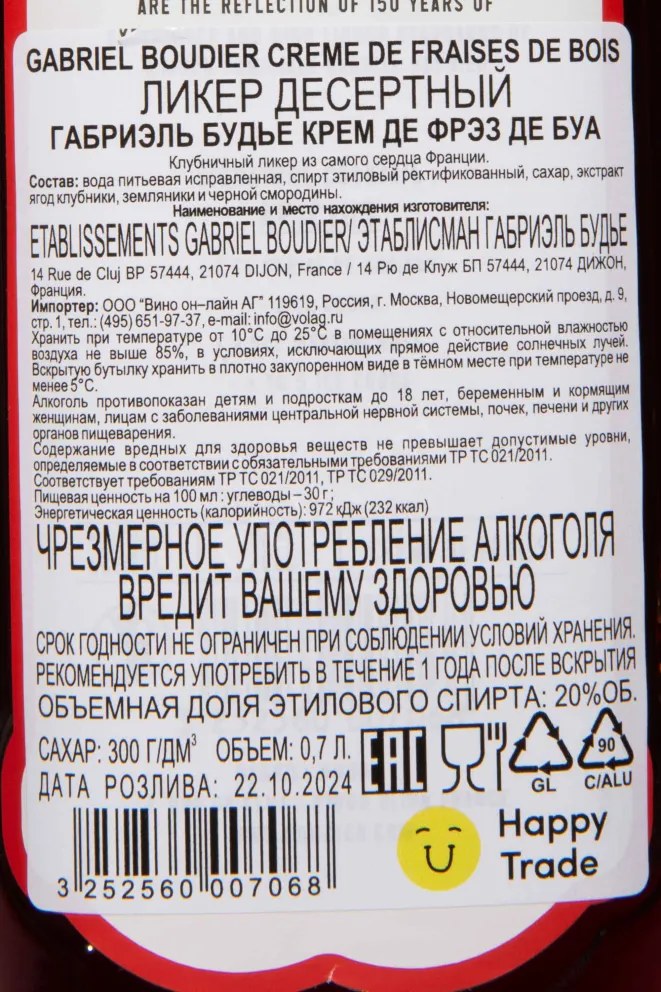 ARE THE REFLECTION OF 150 YEARS OF
GABRIEL BOUDIER CREME DE FRAISES DE BOIS
ЛИКЕР ДЕСЕРТНЫЙ
ГАБРИЭЛЬ БУДЬЕ КРЕМ ДЕ ФРЭЗ ДЕ БУА
Клубничный ликер из самого сердца Франции.
Состав: вода питьевая исправленная, спирт этиловый ректификованный, сахар, экстракт
ягод клубники, земляники и черной смородины.
Наименование и место нахождения изготовителя:
ETABLISSEMENTS GABRIEL BOUDIER/ ЭТАБЛИСМАН ГАБРИЭЛЬ БУДЬЕ
14 Rue de Cluj BP 57444, 21074 DIJON, France / 14 Рю де Клуж БП 57444, 21074 ДИЖОН,
Франция.
Импортер: ООО "Вино он–лайн АГ" 119619, Россия, г. Москва, Новомещерский проезд, д. 9,
стр. 1, тел.: (495) 651-97-37, e-mail: info@volag.ru
Хранить при температуре от 10°С до 25°С в помещениях с относительной влажностью
воздуха не выше 85%, в условиях, исключающих прямое действие солнечных лучей.
Вскрытую бутылку хранить в плотно закупоренном виде в тёмном месте при температуре не
менее 5°С.
Алкоголь противопоказан детям и подросткам до 18 лет, беременным и кормящим
женщинам, лицам с заболеваниями центральной нервной системы, почек, печени и других
органов пищеварения.
Содержание вредных для здоровья веществ не превышает допустимые уровни,
определяемые в соответствии с обязательными требованиями ТР ТС 021/2011.
Соответствует требованиям ТР ТС 021/2011, ТР ТС 029/2011.
Пищевая ценность на 100 мл : углеводы – 30 г ;
Энергетическая ценность (калорийность): 972 кДж (232 ккал)
ЧРЕЗМЕРНОЕ УПОТРЕБЛЕНИЕ АЛКОГОЛЯ
ВРЕДИТ ВАШЕМУ ЗДОРОВЬЮ
СРОК ГОДНОСТИ НЕ ОГРАНИЧЕН ПРИ СОБЛЮДЕНИИ УСЛОВИЙ ХРАНЕНИЯ.
РЕКОМЕНДУЕТСЯ УПОТРЕБИТЬ В ТЕЧЕНИЕ 1 ГОДА ПОСЛЕ ВСКРЫТИЯ
ОБЪЕМНАЯ ДОЛЯ ЭТИЛОВОГО СПИРТА: 20%ОБ.
САХАР: 300 Г/ДМ³ ОБЪЕМ: 0,7 Л.
ДАТА РОЗЛИВА: 22.10.2024
EAC
GL
90
C/ALU
3 252560 007068
Happy
Trade